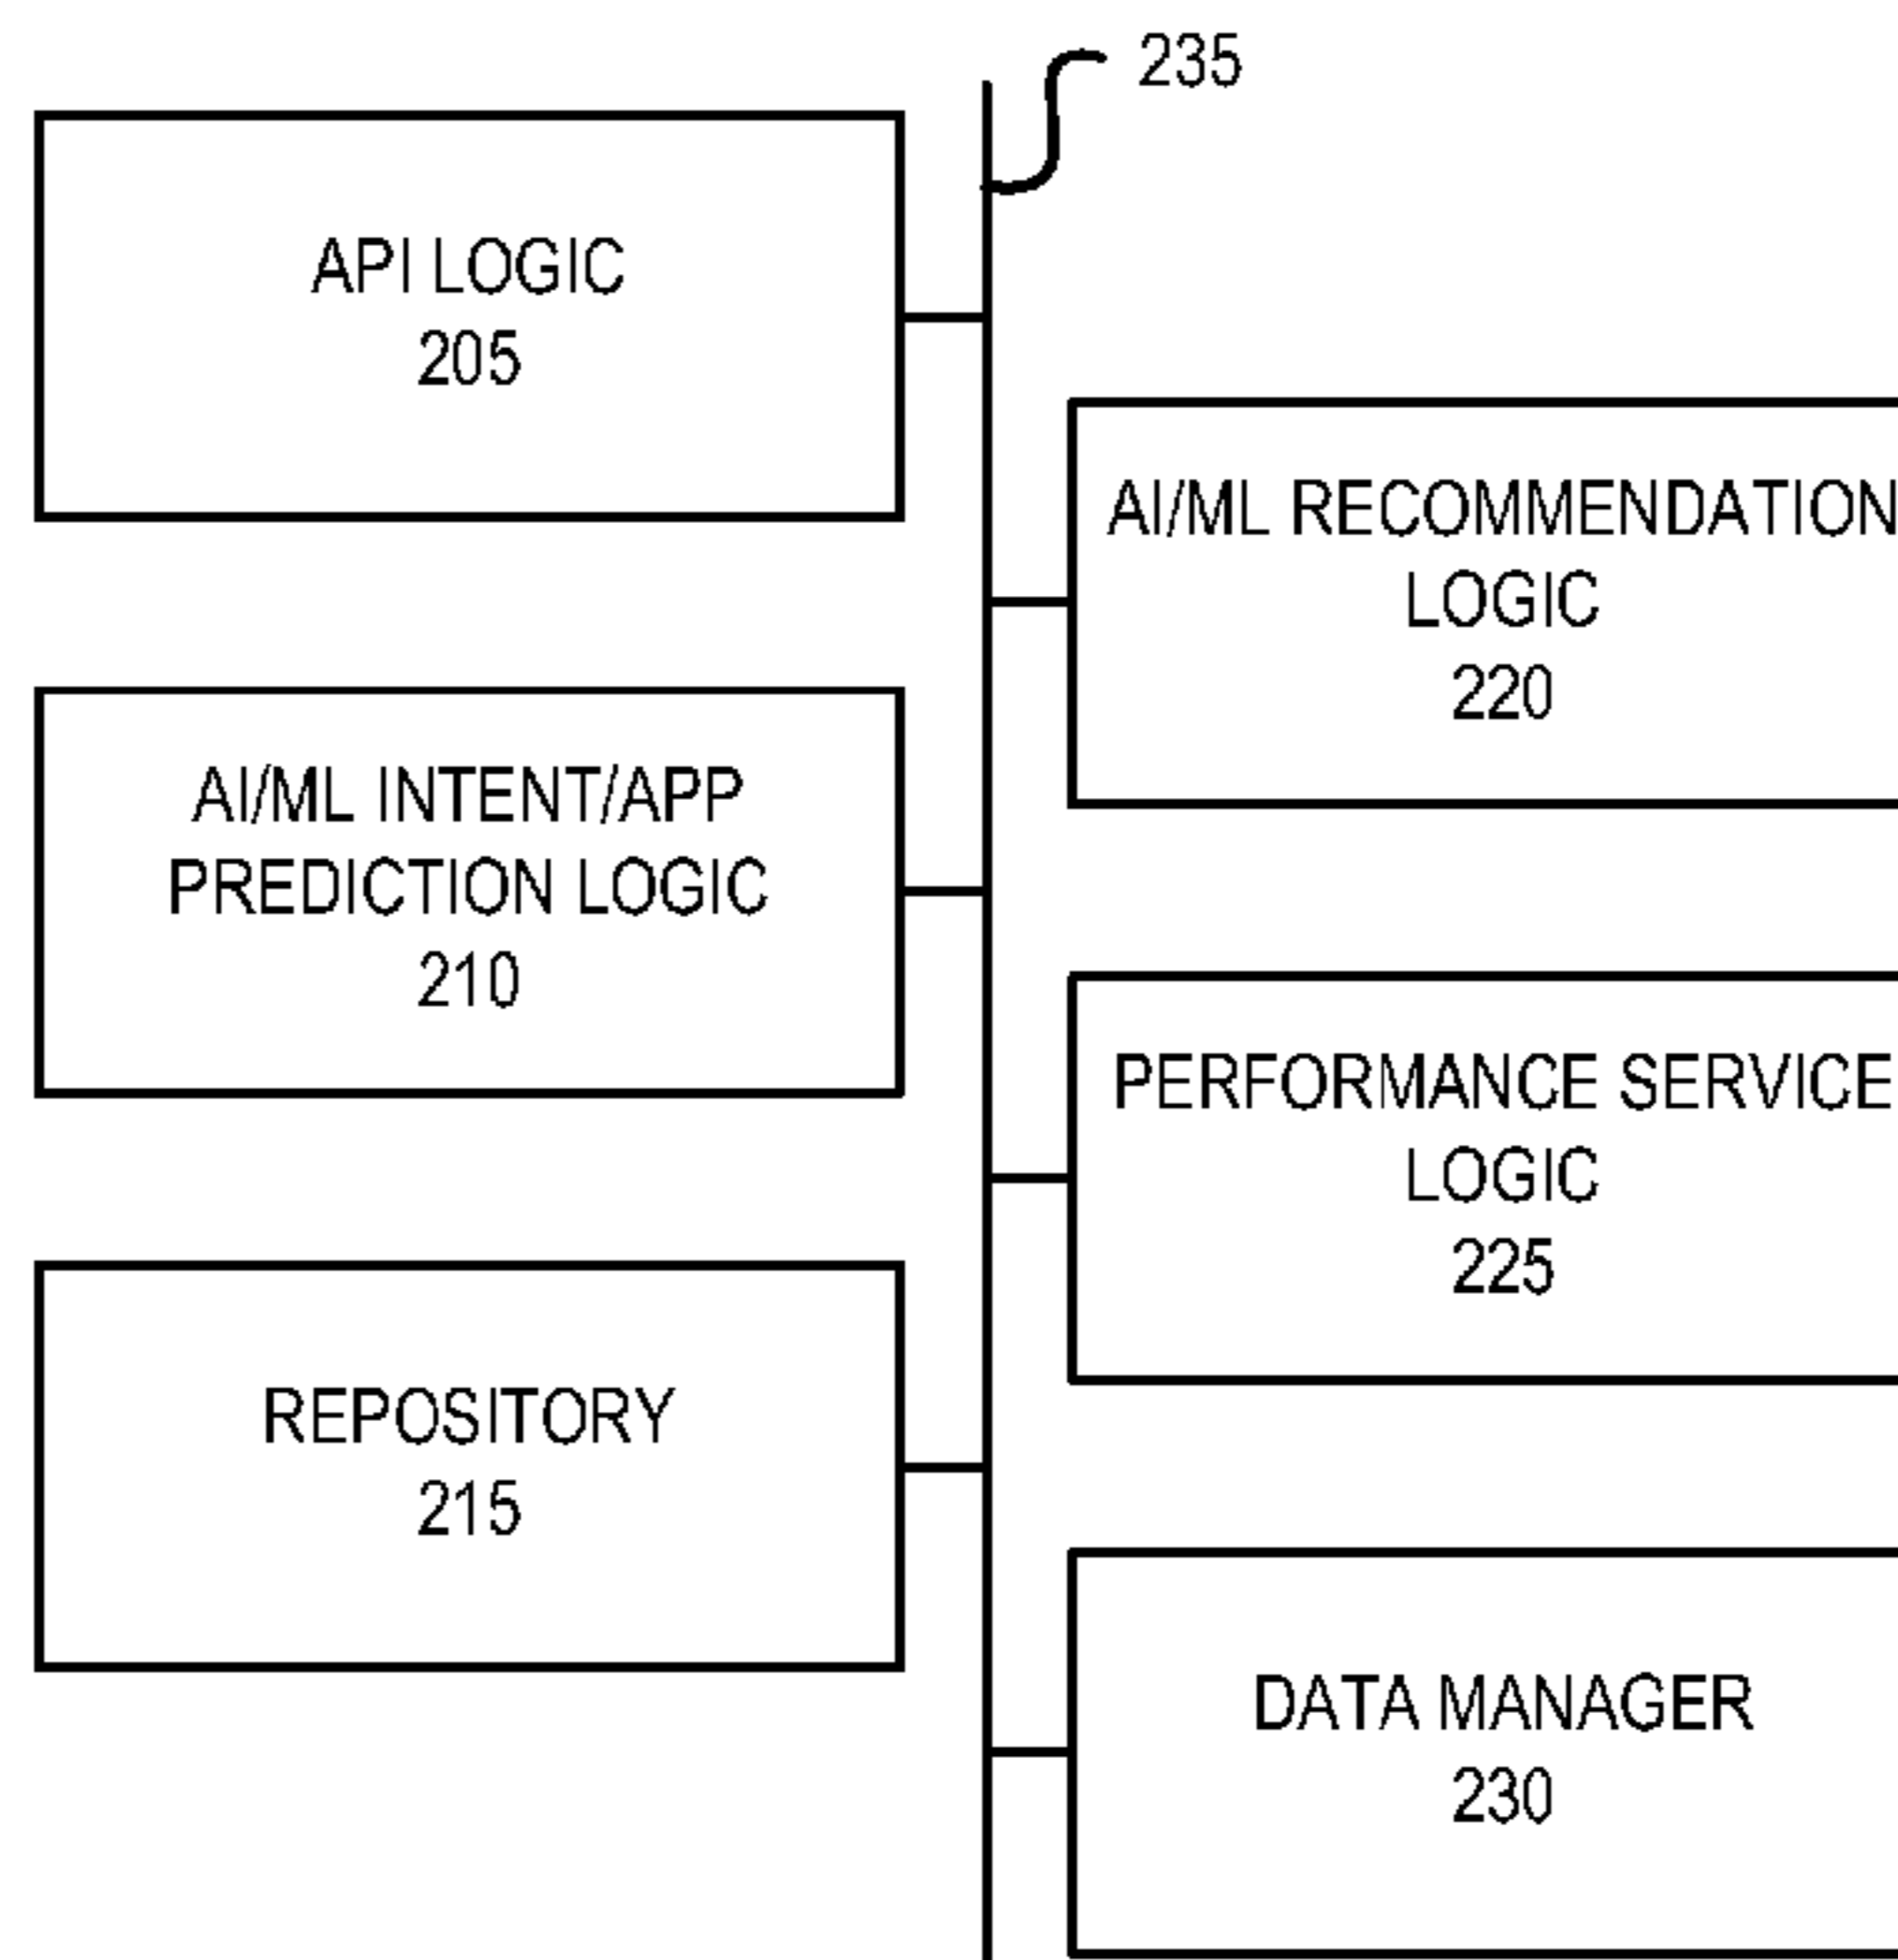 235
API LOGIC
205
AI/ML RECOMMENDATION
LOGIC
220
AI/ML INTENT/APP
PREDICTION LOGIC
210
PERFORMANCE SERVICE
LOGIC
225
REPOSITORY
215
DATA MANAGER
230